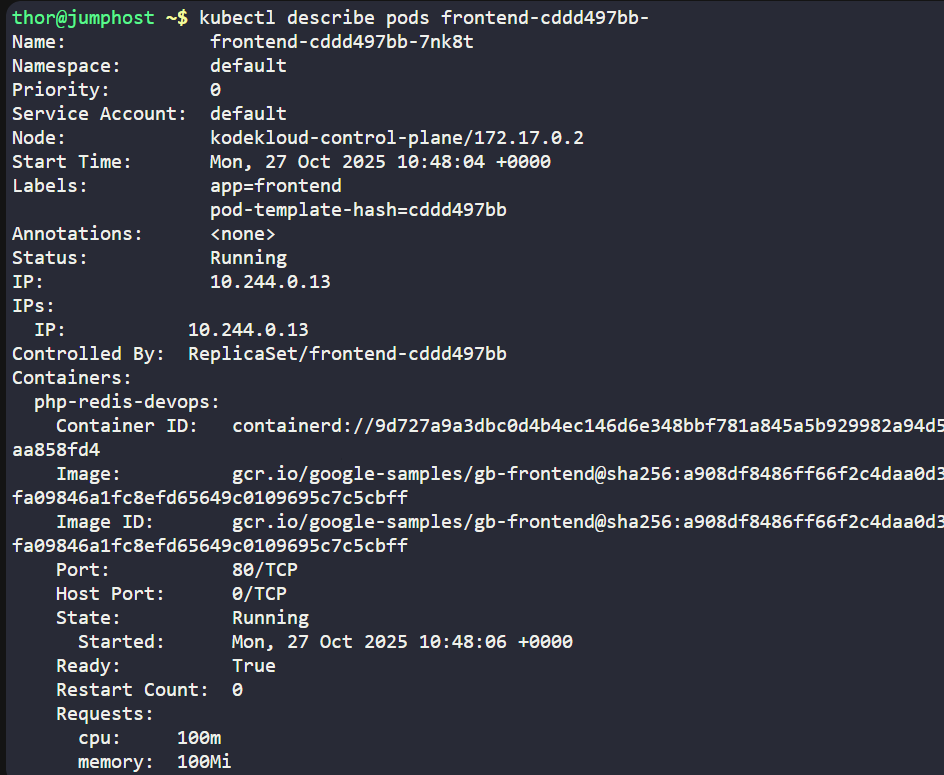 thor@jumphost ~$ kubectl describe pods frontend-cddd497bb-
Name:             frontend-cddd497bb-7nk8t
Namespace:        default
Priority:         0
Service Account:  default
Node:             kodekloud-control-plane/172.17.0.2
Start Time:       Mon, 27 Oct 2025 10:48:04 +0000
Labels:           app=frontend
                  pod-template-hash=cddd497bb
Annotations:      <none>
Status:           Running
IP:               10.244.0.13
IPs:
  IP:           10.244.0.13
Controlled By:  ReplicaSet/frontend-cddd497bb
Containers:
  php-redis-devops:
    Container ID:   containerd://9d727a9a3dbc0d4b4ec146d6e348bbf781a845a5b929982a94d5
aa858fd4
    Image:          gcr.io/google-samples/gb-frontend@sha256:a908df8486ff66f2c4daa0d3
fa09846a1fc8efd65649c0109695c7c5cbff
    Image ID:       gcr.io/google-samples/gb-frontend@sha256:a908df8486ff66f2c4daa0d3
fa09846a1fc8efd65649c0109695c7c5cbff
    Port:           80/TCP
    Host Port:      0/TCP
    State:          Running
      Started:      Mon, 27 Oct 2025 10:48:06 +0000
    Ready:          True
    Restart Count:  0
    Requests:
      cpu:     100m
      memory:  100Mi